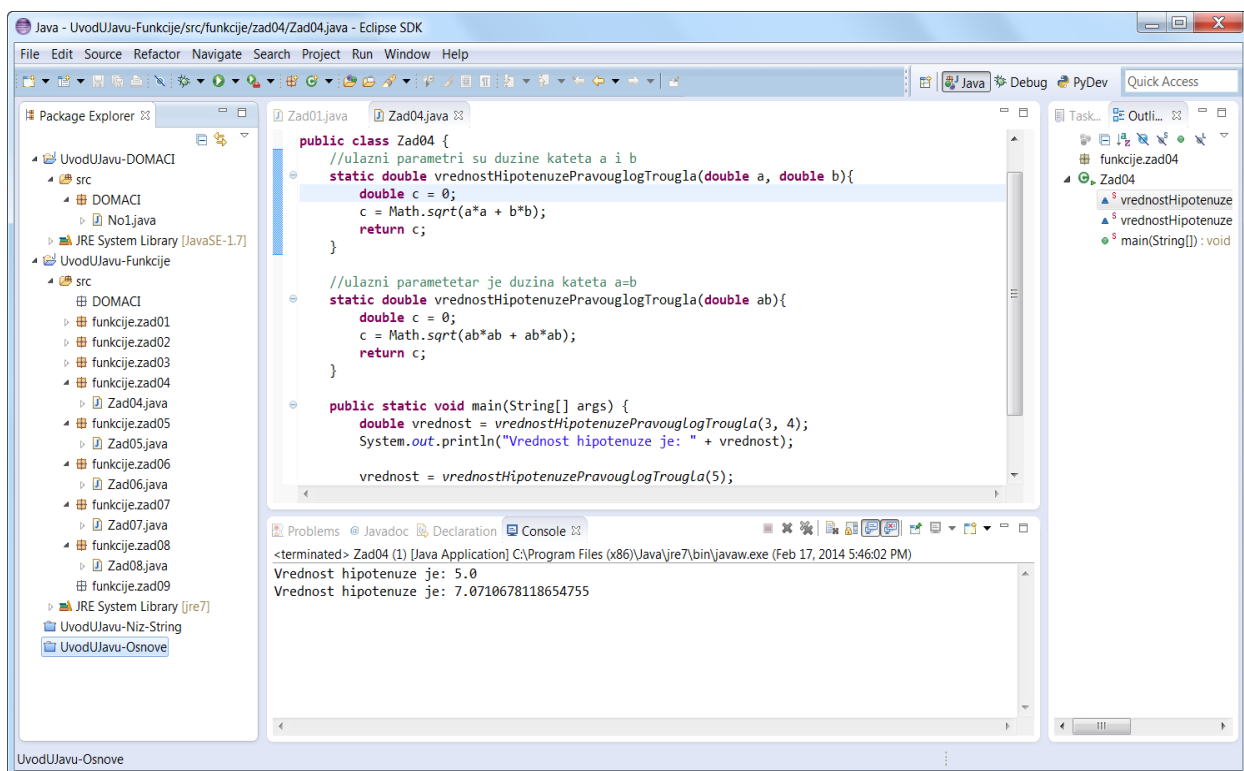 Java - UvodUJavu-Funkcije/src/funkcije/zad04/Zad04.java - Eclipse SDK
File Edit Source Refactor Navigate Search Project Run Window Help
Java Debug PyDev Quick Access
Package Explorer
UvodUJavu-DOMACI
src
DOMACI
No1.java
JRE System Library [JavaSE-1.7]
UvodUJavu-Funkcije
src
DOMACI
funkcije.zad01
funkcije.zad02
funkcije.zad03
funkcije.zad04
Zad04.java
funkcije.zad05
Zad05.java
funkcije.zad06
Zad06.java
funkcije.zad07
Zad07.java
funkcije.zad08
Zad08.java
funkcije.zad09
JRE System Library [jre7]
UvodUJavu-Niz-String
UvodUJavu-Osnove
Zad01.java Zad04.java
public class Zad04 {
//ulazni parametri su duzine kateta a i b
static double vrednostHipotenuzePravouglogTrougla(double a, double b){
double c = 0;
c = Math.sqrt(a*a + b*b);
return c;
}
//ulazni parametetar je duzina kateta a=b
static double vrednostHipotenuzePravouglogTrougla(double ab){
double c = 0;
c = Math.sqrt(ab*ab + ab*ab);
return c;
}
public static void main(String[] args) {
double vrednost = vrednostHipotenuzePravouglogTrougla(3, 4);
System.out.println("Vrednost hipotenuze je: " + vrednost);
vrednost = vrednostHipotenuzePravouglogTrougla(5);
Problems Javadoc Declaration Console
<terminated> Zad04 (1) [Java Application] C:\Program Files (x86)\Java\jre7\bin\javaw.exe (Feb 17, 2014 5:46:02 PM)
Vrednost hipotenuze je: 5.0
Vrednost hipotenuze je: 7.0710678118654755
Task... Outli...
funkcije.zad04
Zad04
vrednostHipotenuze
vrednostHipotenuze
main(String[]) : void
UvodUJavu-Osnove